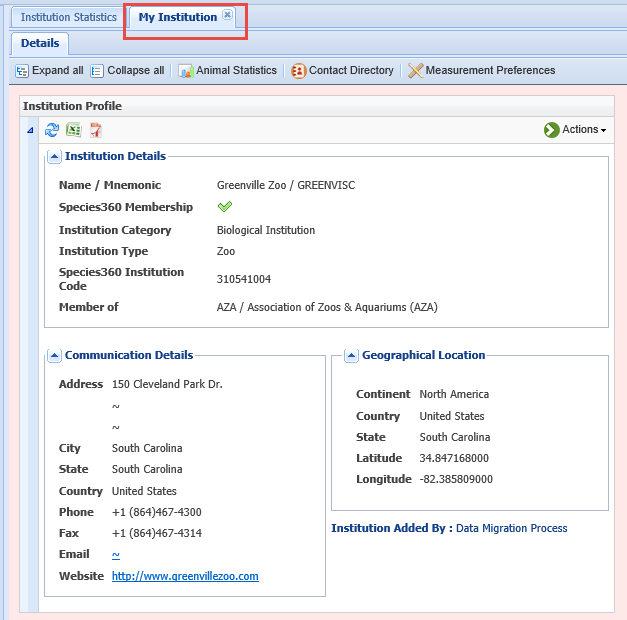 Institution Statistics My Institution
Details
Expand all Collapse all Animal Statistics Contact Directory Measurement Preferences
Institution Profile
Actions
Institution Details
Name / Mnemonic Greenville Zoo / GREENVISC
Species360 Membership
Institution Category Biological Institution
Institution Type Zoo
Species360 Institution Code 310541004
Member of AZA / Association of Zoos & Aquariums (AZA)
Communication Details
Address 150 Cleveland Park Dr.
~
~
City South Carolina
State South Carolina
Country United States
Phone +1 (864)467-4300
Fax +1 (864)467-4314
Email ~
Website http://www.greenvillezoo.com
Geographical Location
Continent North America
Country United States
State South Carolina
Latitude 34.847168000
Longitude -82.385809000
Institution Added By : Data Migration Process